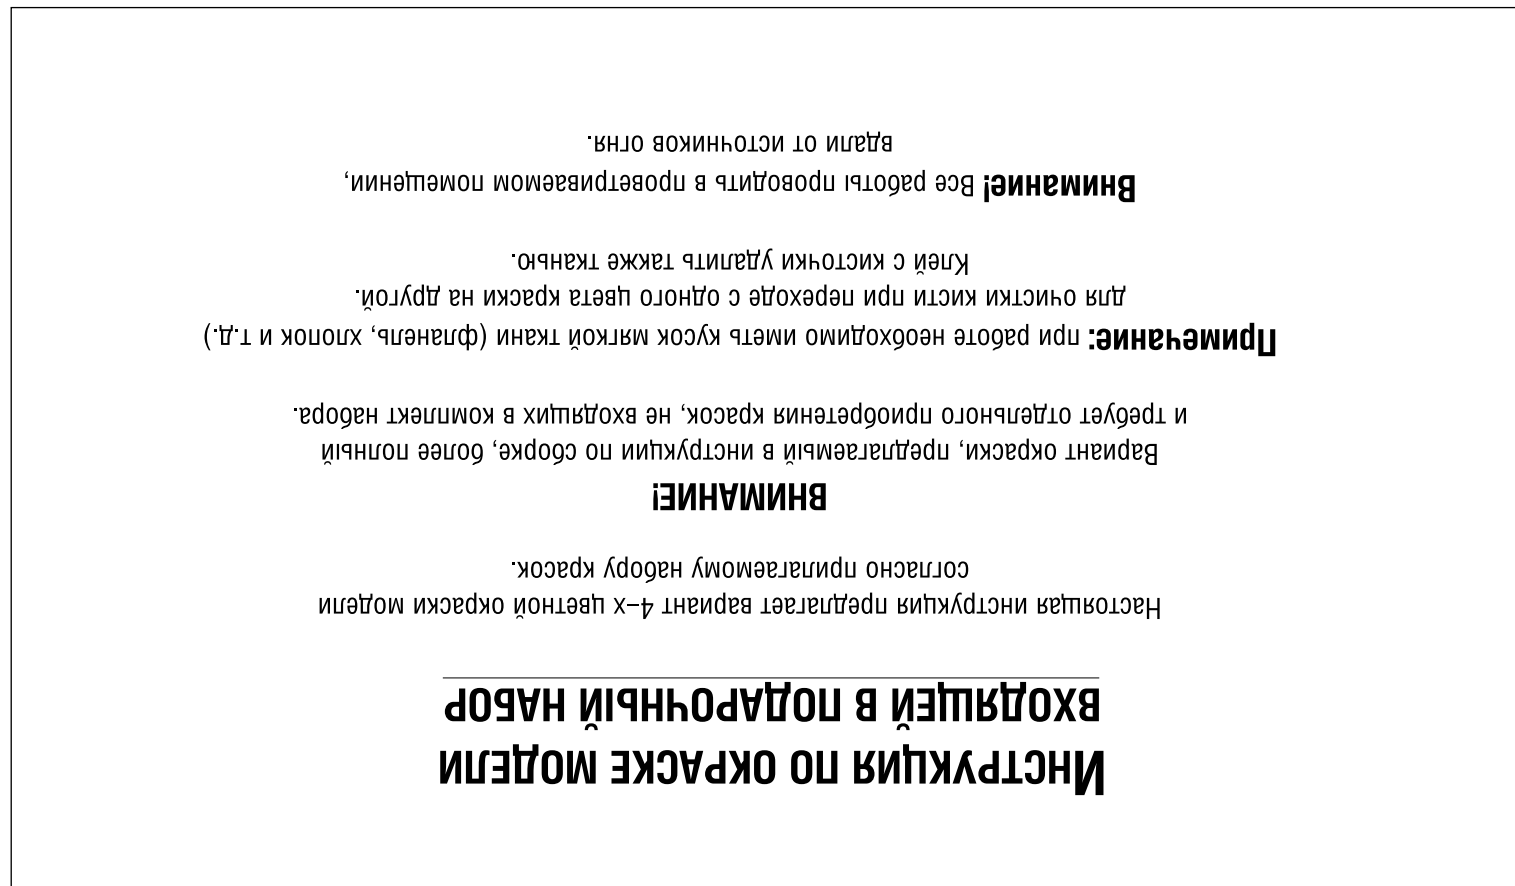 Инструкция по окраске модели
входящей в подарочный набор
Настоящая инструкция предлагает вариант 4–х цветной окраски модели
согласно прилагаемому набору красок.
ВНИМАНИЕ!
Вариант окраски, предлагаемый в инструкции по сборке, более полный
и требует отдельного приобретения красок, не входящих в комплект набора.
Примечание: при работе необходимо иметь кусок мягкой ткани (фланель, хлопок и т.д.)
для очистки кисти при переходе с одного цвета краски на другой.
Клей с кисточки удалить также тканью.
Внимание! Все работы проводить в проветриваемом помещении,
вдали от источников огня.